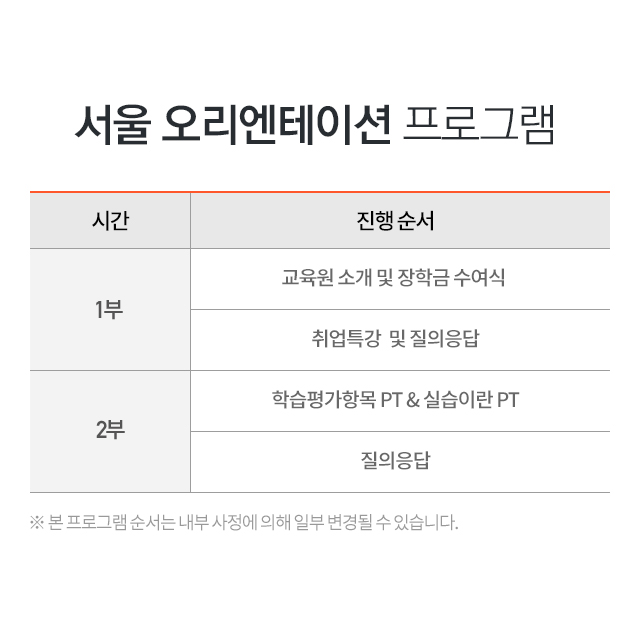 서울 오리엔테이션 프로그램
시간 진행 순서
1부
교육원 소개 및 장학금 수여식
취업특강 및 질의응답
2부
학습평가항목 PT & 실습이란 PT
질의응답
※ 본 프로그램 순서는 내부 사정에 의해 일부 변경될 수 있습니다.